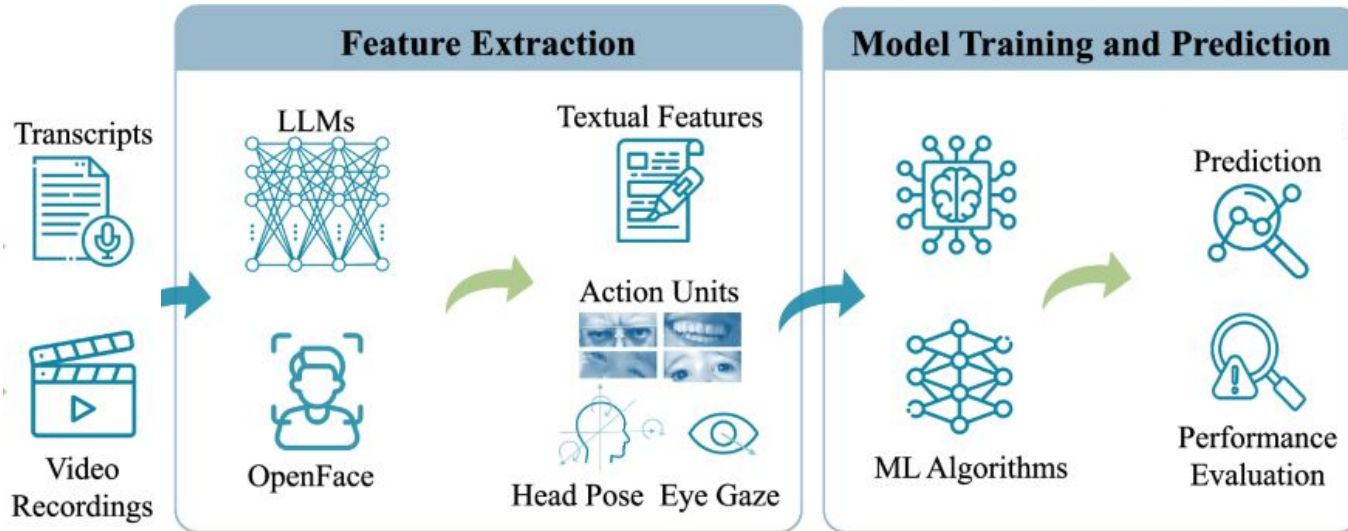 Feature Extraction
Model Training and Prediction
Transcripts
LLMs
Textual Features
Prediction
Action Units
Video
Recordings
OpenFace
Head Pose
Eye Gaze
ML Algorithms
Performance
Evaluation